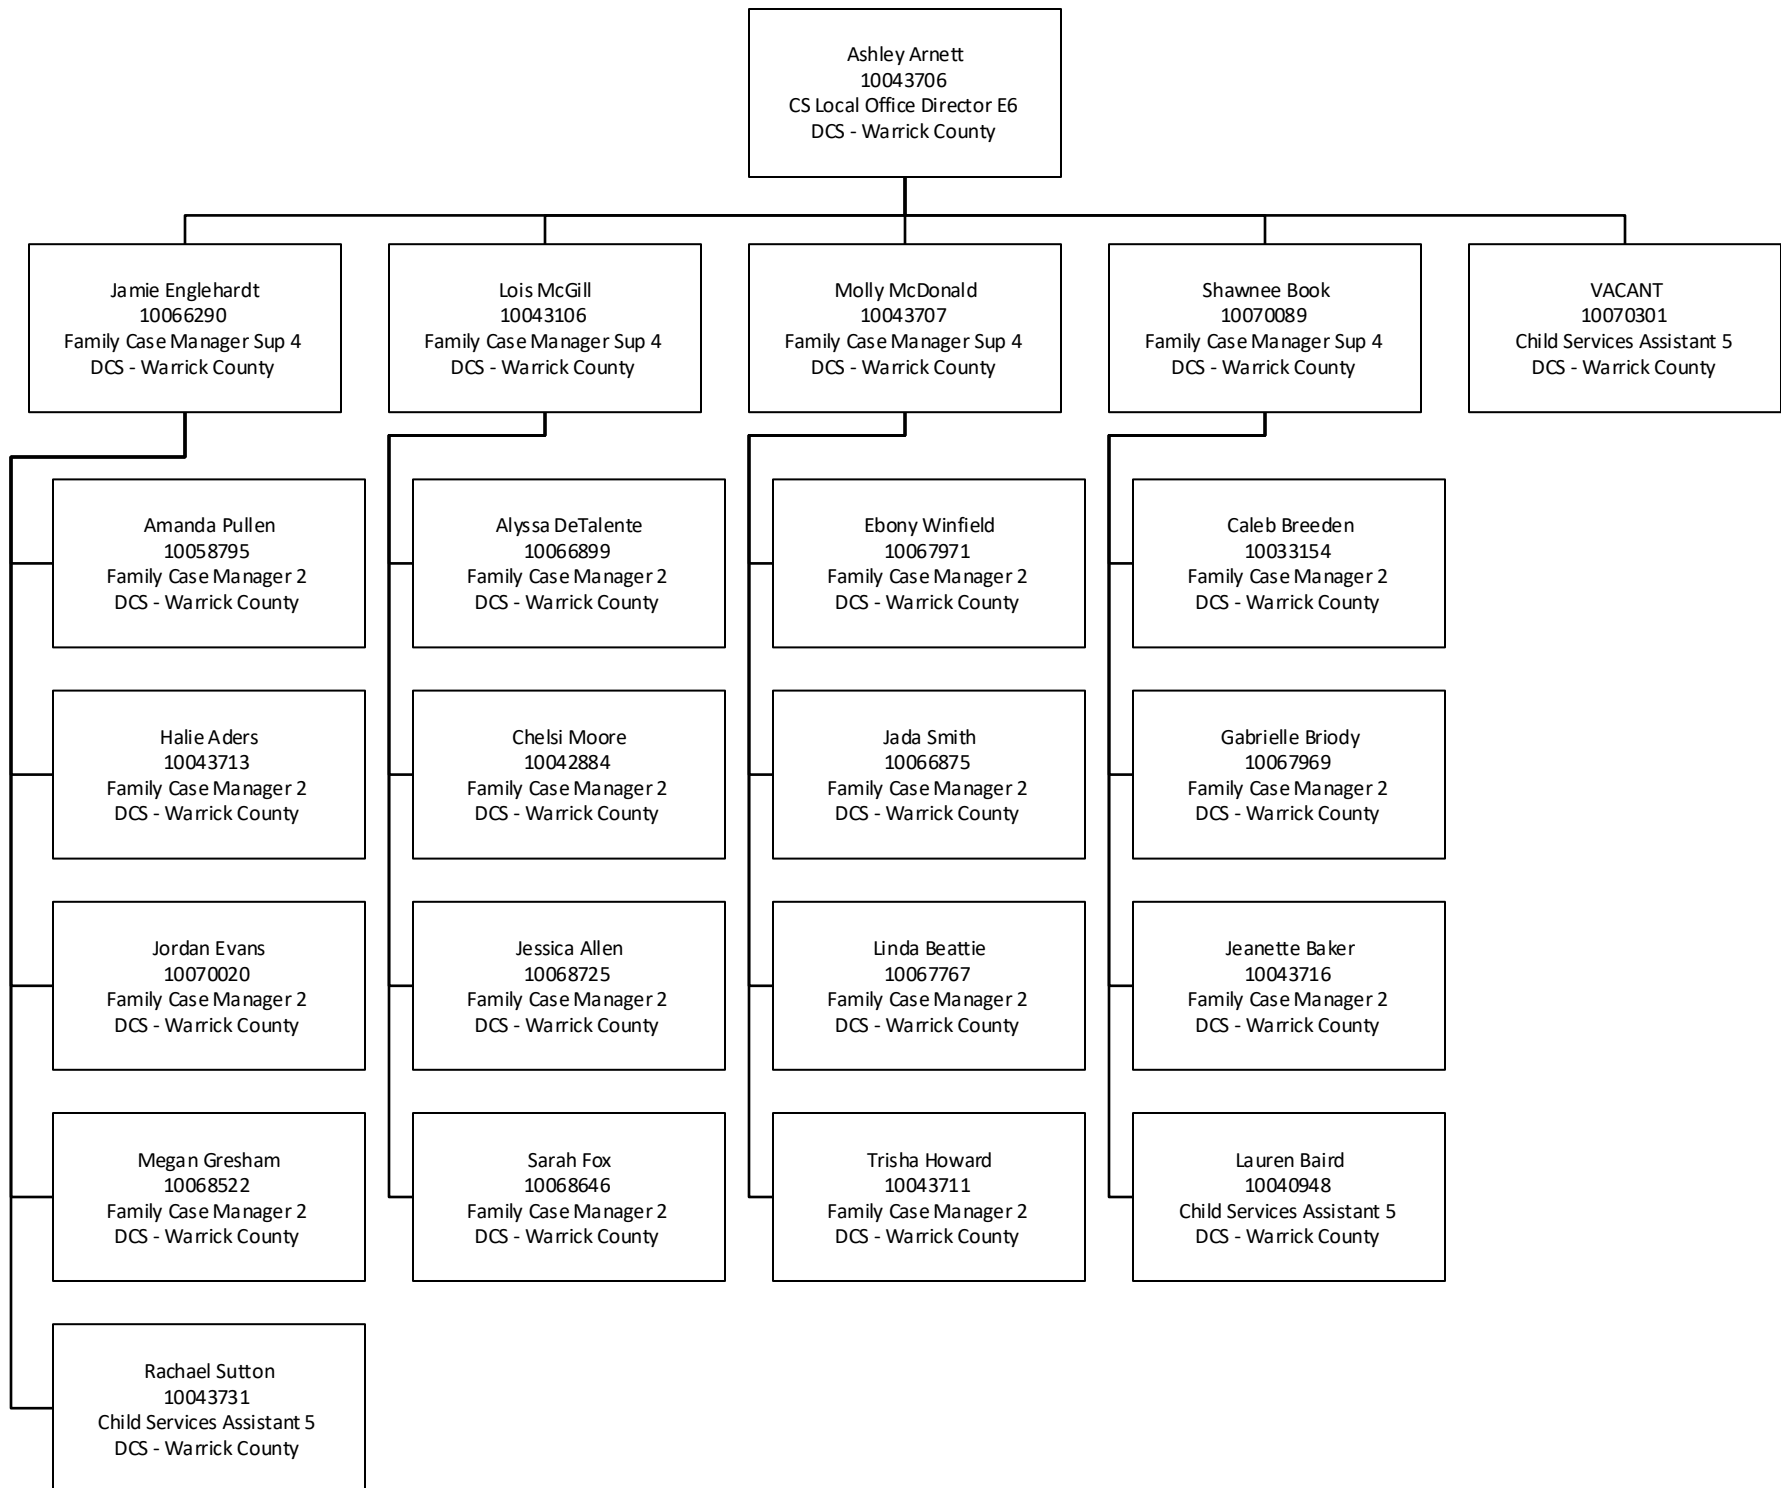 Ashley Arnett
10043706
CS Local Office Director E6
DCS - Warrick County
Jamie Englehardt
10066290
Family Case Manager Sup 4
DCS - Warrick County
Lois McGill
10043106
Family Case Manager Sup 4
DCS - Warrick County
Molly McDonald
10043707
Family Case Manager Sup 4
DCS - Warrick County
Shawnee Book
10070089
Family Case Manager Sup 4
DCS - Warrick County
VACANT
10070301
Child Services Assistant 5
DCS - Warrick County
Amanda Pullen
10058795
Family Case Manager 2
DCS - Warrick County
Alyssa DeTalente
10066899
Family Case Manager 2
DCS - Warrick County
Ebony Winfield
10067971
Family Case Manager 2
DCS - Warrick County
Caleb Breeden
10033154
Family Case Manager 2
DCS - Warrick County
Halie Aders
10043713
Family Case Manager 2
DCS - Warrick County
Chelsi Moore
10042884
Family Case Manager 2
DCS - Warrick County
Jada Smith
10066875
Family Case Manager 2
DCS - Warrick County
Gabrielle Briody
10067969
Family Case Manager 2
DCS - Warrick County
Jordan Evans
10070020
Family Case Manager 2
DCS - Warrick County
Jessica Allen
10068725
Family Case Manager 2
DCS - Warrick County
Linda Beattie
10067767
Family Case Manager 2
DCS - Warrick County
Jeanette Baker
10043716
Family Case Manager 2
DCS - Warrick County
Megan Gresham
10068522
Family Case Manager 2
DCS - Warrick County
Sarah Fox
10068646
Family Case Manager 2
DCS - Warrick County
Trisha Howard
10043711
Family Case Manager 2
DCS - Warrick County
Lauren Baird
10040948
Child Services Assistant 5
DCS - Warrick County
Rachael Sutton
10043731
Child Services Assistant 5
DCS - Warrick County